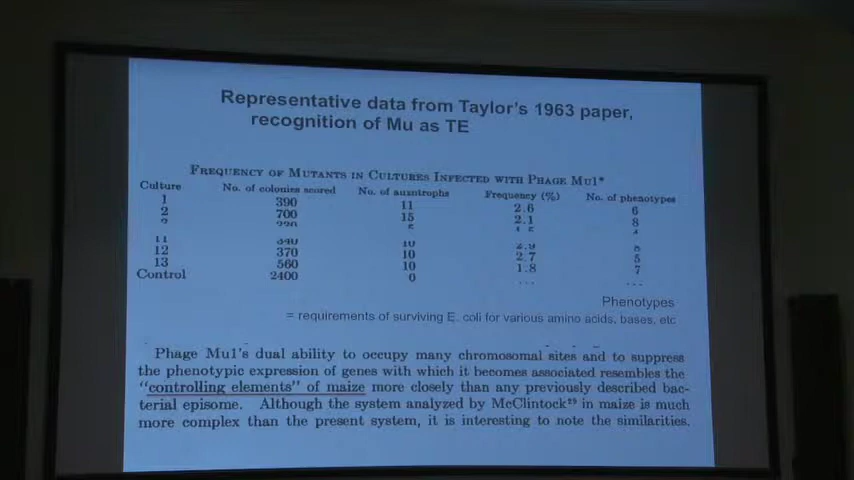 Representative data from Taylor's 1963 paper,
recognition of Mu as TE
FREQUENCY OF MUTANTS IN CULTURES INFECTED WITH PHAGE MU1*
Culture No. of colonies scored No. of auxotrophs Frequency (%) No. of phenotypes
1 390 11 2.6 6
2 700 15 2.1 8
12 370 10 2.7 5
13 560 10 1.8 7
Control 2400 0 ... ...
Phenotypes
= requirements of surviving E. coli for various amino acids, bases, etc
Phage Mu1's dual ability to occupy many chromosomal sites and to suppress
the phenotypic expression of genes with which it becomes associated resembles the
"controlling elements" of maize more closely than any previously described bac-
terial episome. Although the system analyzed by McClintock in maize is much
more complex than the present system, it is interesting to note the similarities.